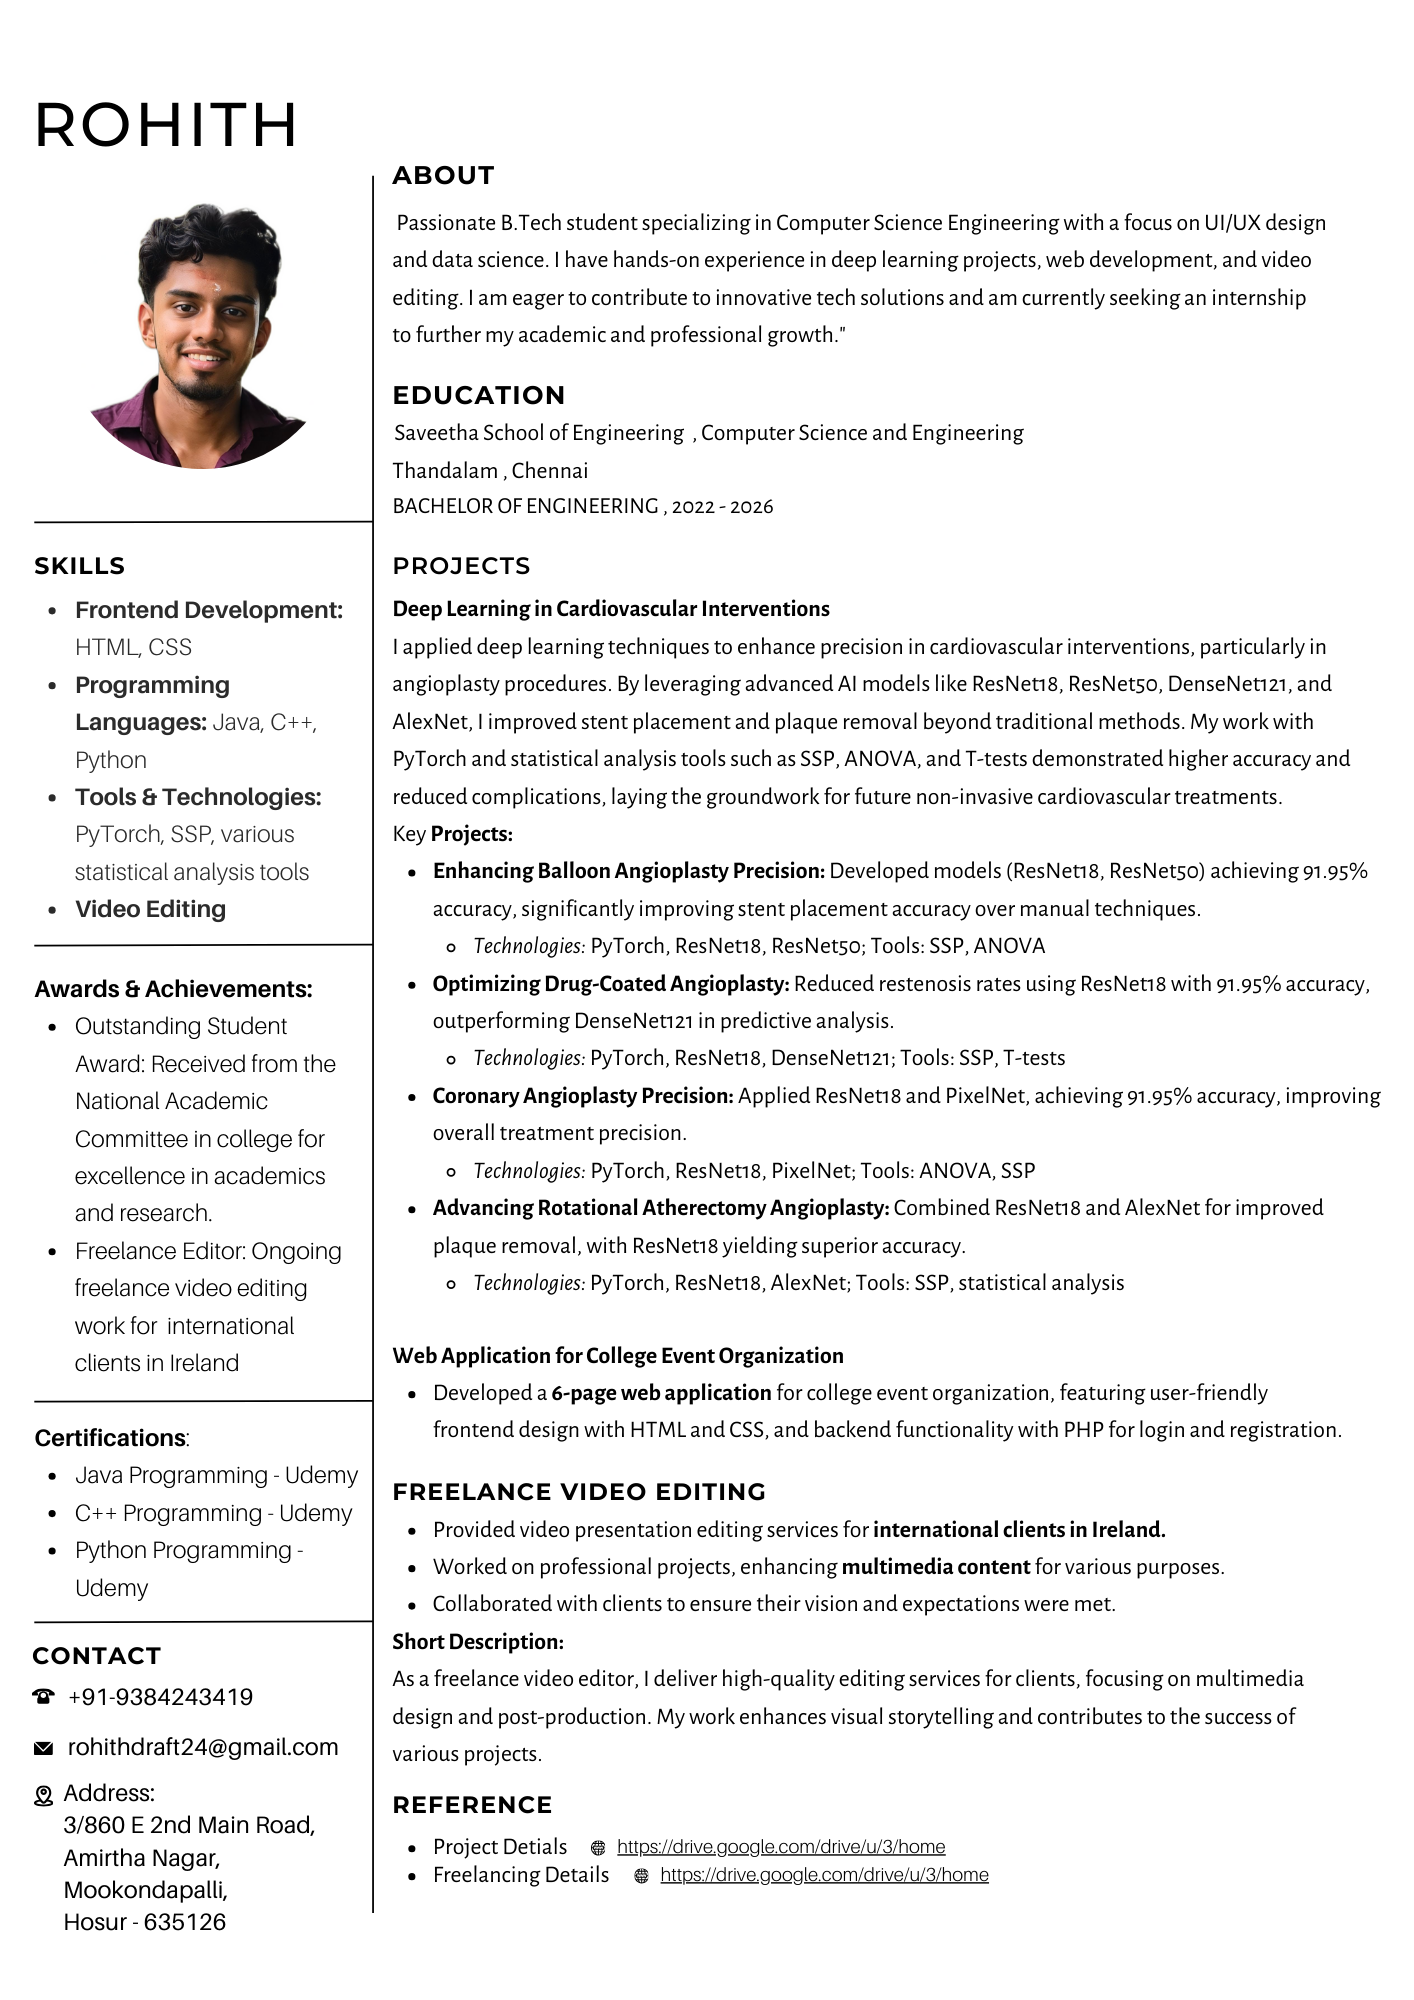 ROHITH
SKILLS
• Frontend Development:
HTML, CSS
• Programming
Languages: Java, C++,
Python
• Tools & Technologies:
PyTorch, SSP, various
statistical analysis tools
• Video Editing
Awards & Achievements:
• Outstanding Student
Award: Received from the
National Academic
Committee in college for
excellence in academics
and research.
• Freelance Editor: Ongoing
freelance video editing
work for  international
clients in Ireland
Certifications:
• Java Programming - Udemy
• C++ Programming - Udemy
• Python Programming -
Udemy
CONTACT
+91-9384243419
rohithdraft24@gmail.com
Address:
3/860 E 2nd Main Road,
Amirtha Nagar,
Mookondapalli,
Hosur - 635126
ABOUT
Passionate B.Tech student specializing in Computer Science Engineering with a focus on UI/UX design
and data science. I have hands-on experience in deep learning projects, web development, and video
editing. I am eager to contribute to innovative tech solutions and am currently seeking an internship
to further my academic and professional growth."
EDUCATION
Saveetha School of Engineering  , Computer Science and Engineering
Thandalam , Chennai
BACHELOR OF ENGINEERING , 2022 - 2026
PROJECTS
Deep Learning in Cardiovascular Interventions
I applied deep learning techniques to enhance precision in cardiovascular interventions, particularly in
angioplasty procedures. By leveraging advanced AI models like ResNet18, ResNet50, DenseNet121, and
AlexNet, I improved stent placement and plaque removal beyond traditional methods. My work with
PyTorch and statistical analysis tools such as SSP, ANOVA, and T-tests demonstrated higher accuracy and
reduced complications, laying the groundwork for future non-invasive cardiovascular treatments.
Key Projects:
• Enhancing Balloon Angioplasty Precision: Developed models (ResNet18, ResNet50) achieving 91.95%
accuracy, significantly improving stent placement accuracy over manual techniques.
◦ Technologies: PyTorch, ResNet18, ResNet50; Tools: SSP, ANOVA
• Optimizing Drug-Coated Angioplasty: Reduced restenosis rates using ResNet18 with 91.95% accuracy,
outperforming DenseNet121 in predictive analysis.
◦ Technologies: PyTorch, ResNet18, DenseNet121; Tools: SSP, T-tests
• Coronary Angioplasty Precision: Applied ResNet18 and PixelNet, achieving 91.95% accuracy, improving
overall treatment precision.
◦ Technologies: PyTorch, ResNet18, PixelNet; Tools: ANOVA, SSP
• Advancing Rotational Atherectomy Angioplasty: Combined ResNet18 and AlexNet for improved
plaque removal, with ResNet18 yielding superior accuracy.
◦ Technologies: PyTorch, ResNet18, AlexNet; Tools: SSP, statistical analysis
Web Application for College Event Organization
• Developed a 6-page web application for college event organization, featuring user-friendly
frontend design with HTML and CSS, and backend functionality with PHP for login and registration.
FREELANCE VIDEO EDITING
• Provided video presentation editing services for international clients in Ireland.
• Worked on professional projects, enhancing multimedia content for various purposes.
• Collaborated with clients to ensure their vision and expectations were met.
Short Description:
As a freelance video editor, I deliver high-quality editing services for clients, focusing on multimedia
design and post-production. My work enhances visual storytelling and contributes to the success of
various projects.
REFERENCE
• Project Detials https://drive.google.com/drive/u/3/home
• Freelancing Details https://drive.google.com/drive/u/3/home